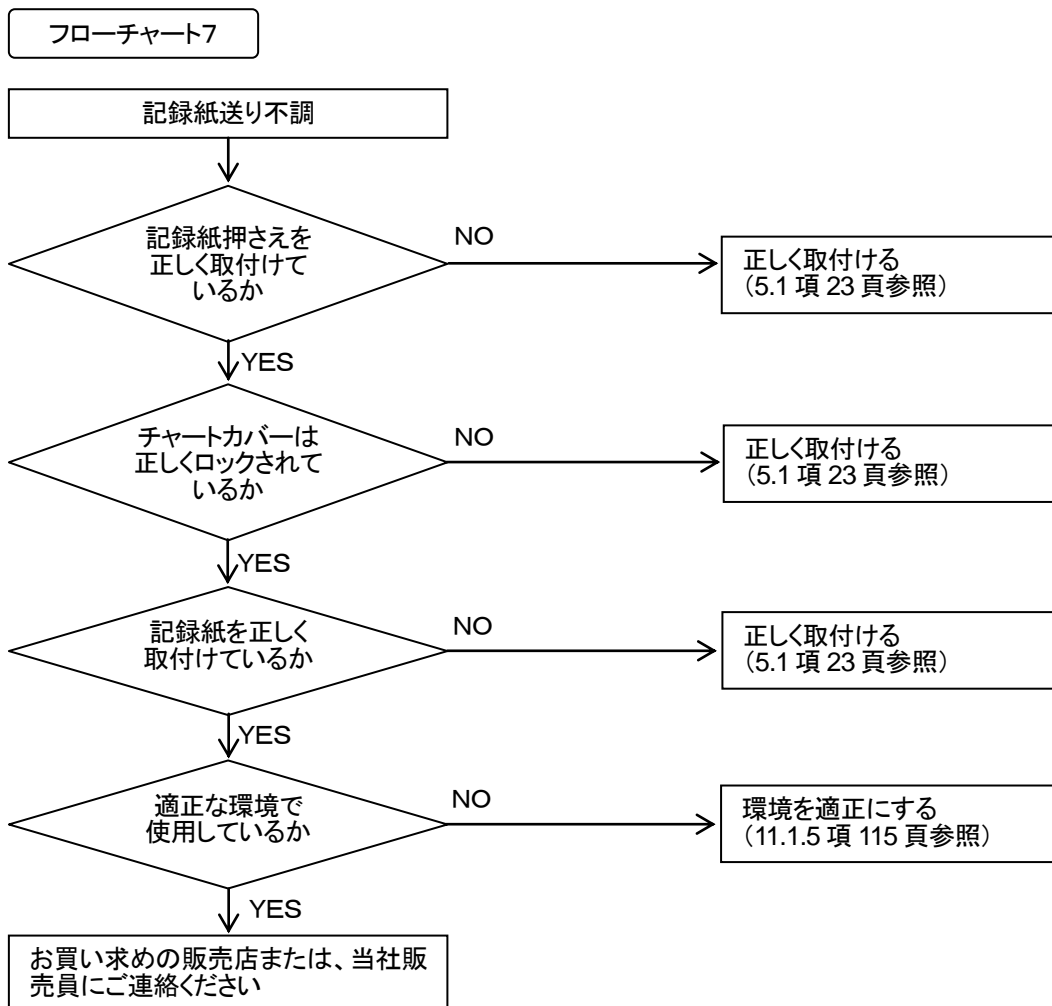 フローチャート7
記録紙送り不調
記録紙押さえを
正しく取付けて
いるか
NO
正しく取付ける
(5.1 項 23 頁参照)
YES
チャートカバーは
正しくロックされて
いるか
NO
正しく取付ける
(5.1 項 23 頁参照)
YES
記録紙を正しく
取付けているか
NO
正しく取付ける
(5.1 項 23 頁参照)
YES
適正な環境で
使用しているか
NO
環境を適正にする
(11.1.5 項 115 頁参照)
YES
お買い求めの販売店または、当社販
売員にご連絡ください